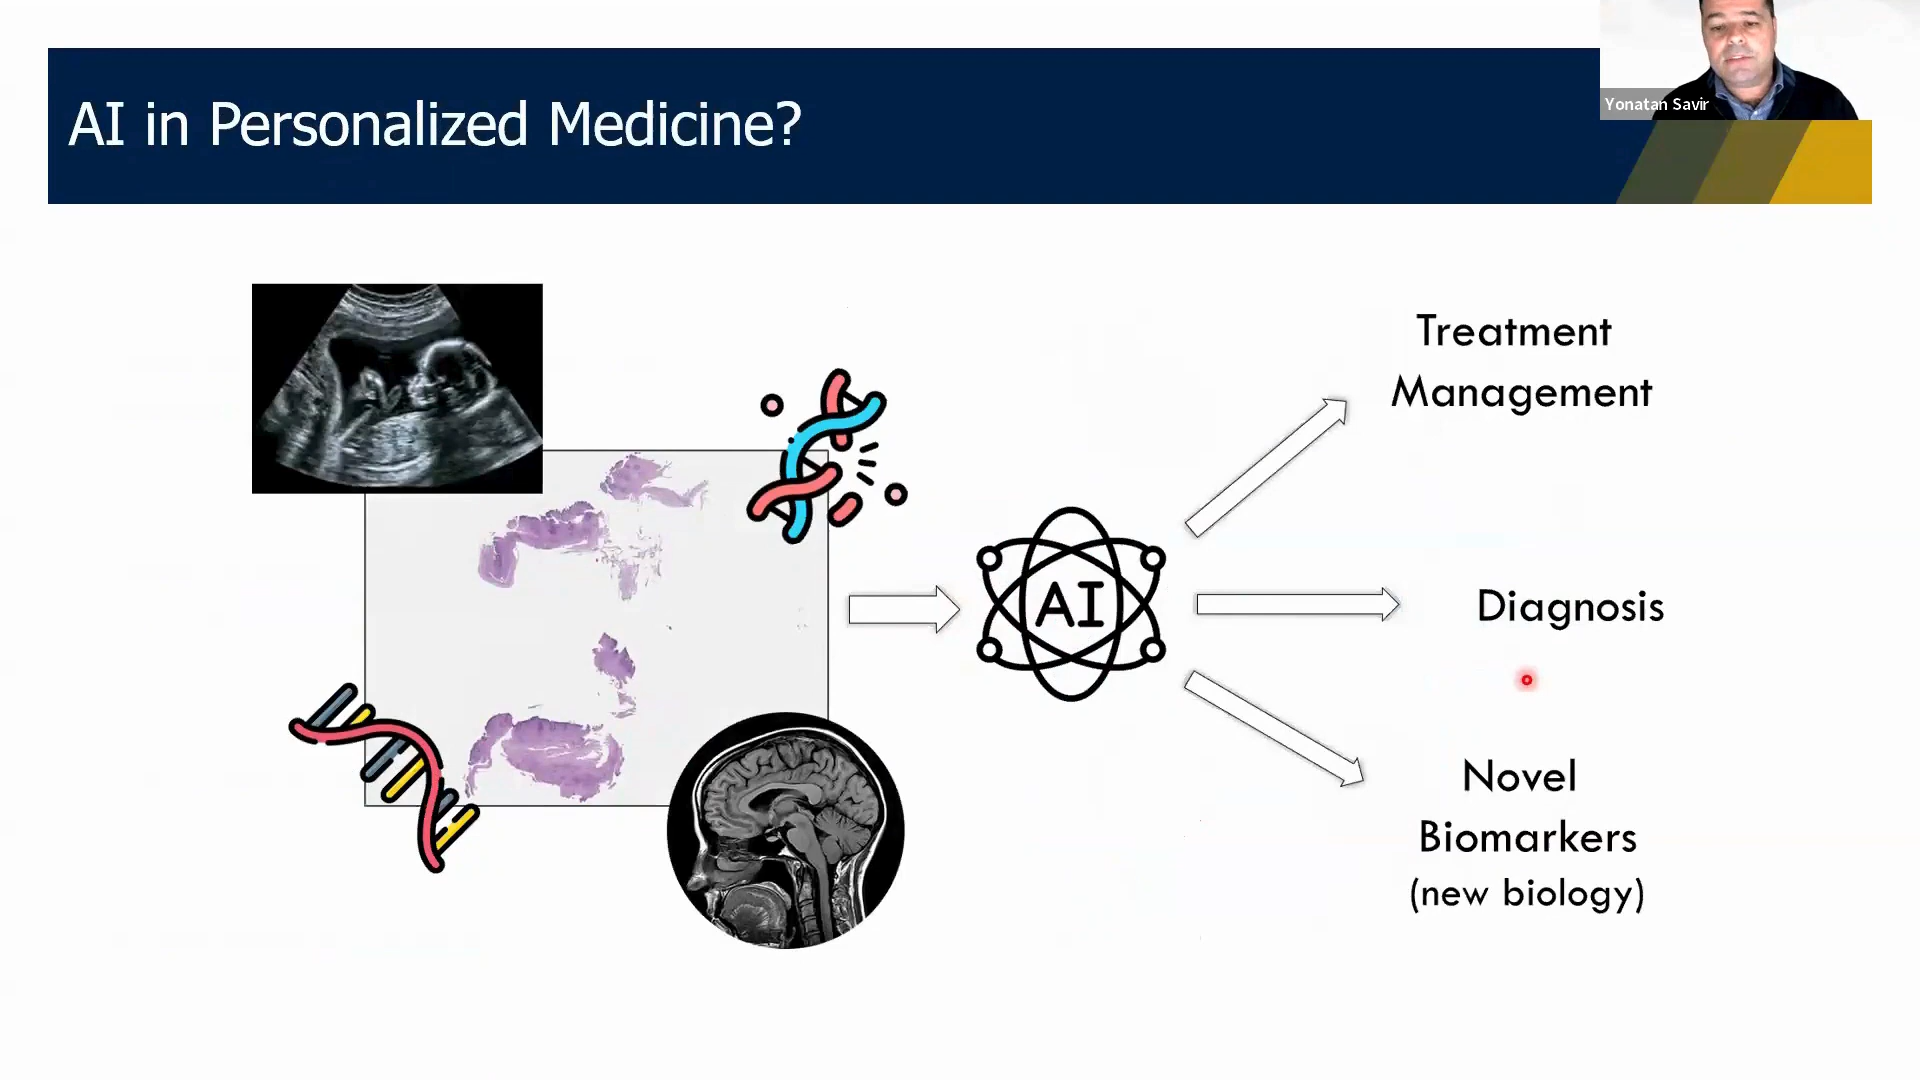 AI in Personalized Medicine?
Yonatan Savir
Treatment
Management
AI
Diagnosis
Novel
Biomarkers
(new biology)